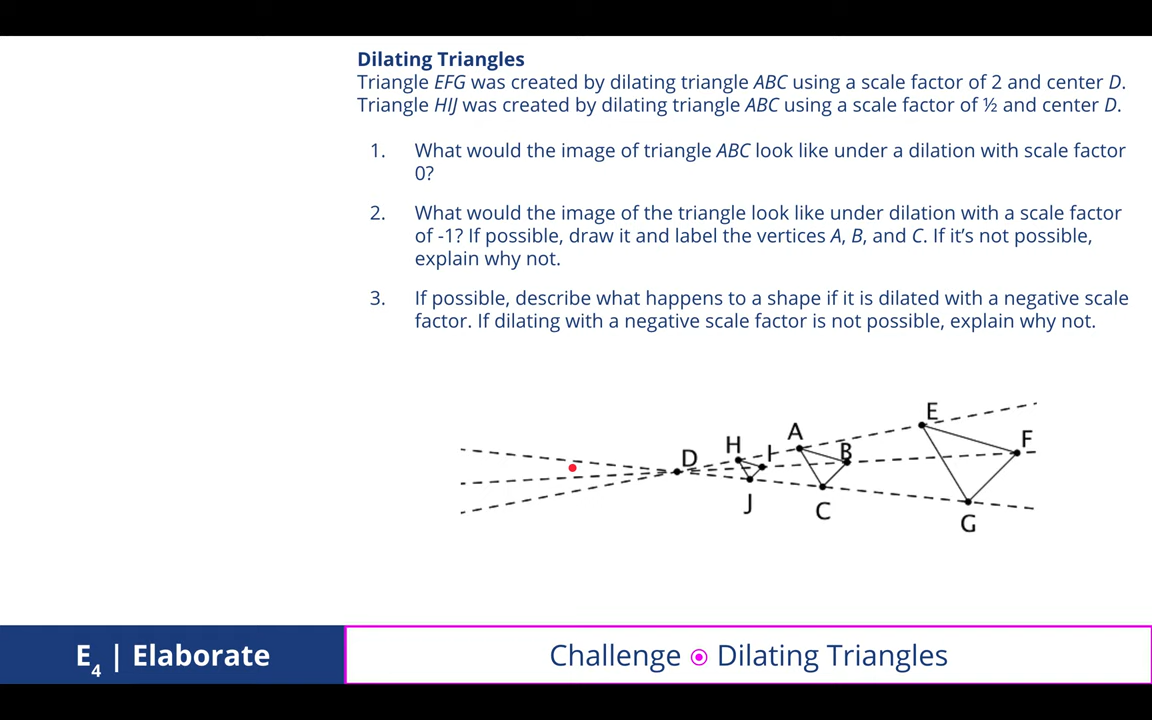 Dilating Triangles
Triangle EFG was created by dilating triangle ABC using a scale factor of 2 and center D.
Triangle HIJ was created by dilating triangle ABC using a scale factor of ½ and center D.
1. What would the image of triangle ABC look like under a dilation with scale factor
0?
2. What would the image of the triangle look like under dilation with a scale factor
of -1? If possible, draw it and label the vertices A, B, and C. If it's not possible,
explain why not.
3. If possible, describe what happens to a shape if it is dilated with a negative scale
factor. If dilating with a negative scale factor is not possible, explain why not.
D H I A B E F
J C G
E4 | Elaborate
Challenge ⦿ Dilating Triangles